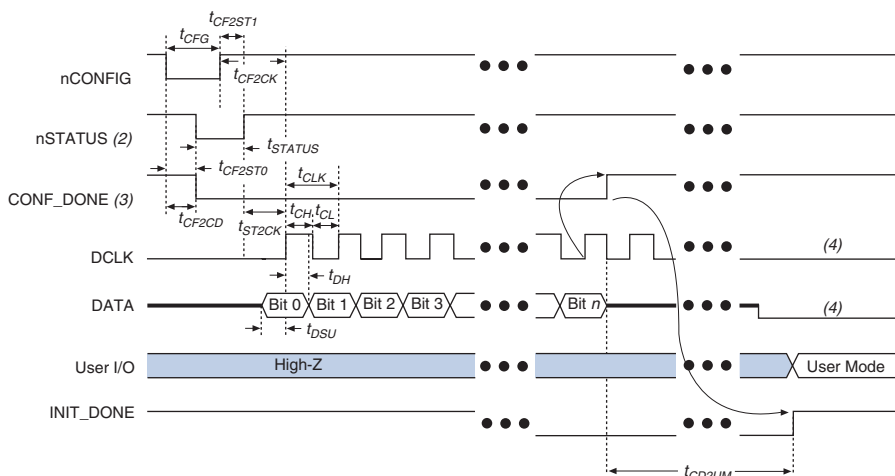 tCF2ST1
tCFG
nCONFIG
tCF2CK
nSTATUS (2)
tSTATUS
tCF2ST0
tCLK
CONF_DONE (3)
tCF2CD
tST2CK
tCH
tCL
DCLK
(4)
tDH
DATA
Bit 0
Bit 1
Bit 2
Bit 3
Bit n
(4)
tDSU
User I/O
High-Z
User Mode
INIT_DONE
tCD2UM